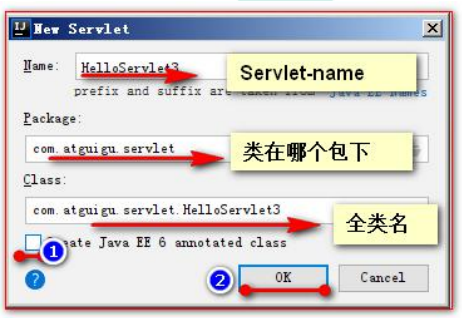 New Servlet
Name: HelloServlet3
Servlet-name
prefix and suffix are taken from Java EE Names
Package:
com.atguigu.servlet
类在哪个包下
Class:
com.atguigu.servlet.HelloServlet3
全类名
Create Java EE 6 annotated class
1
?
2
OK
Cancel